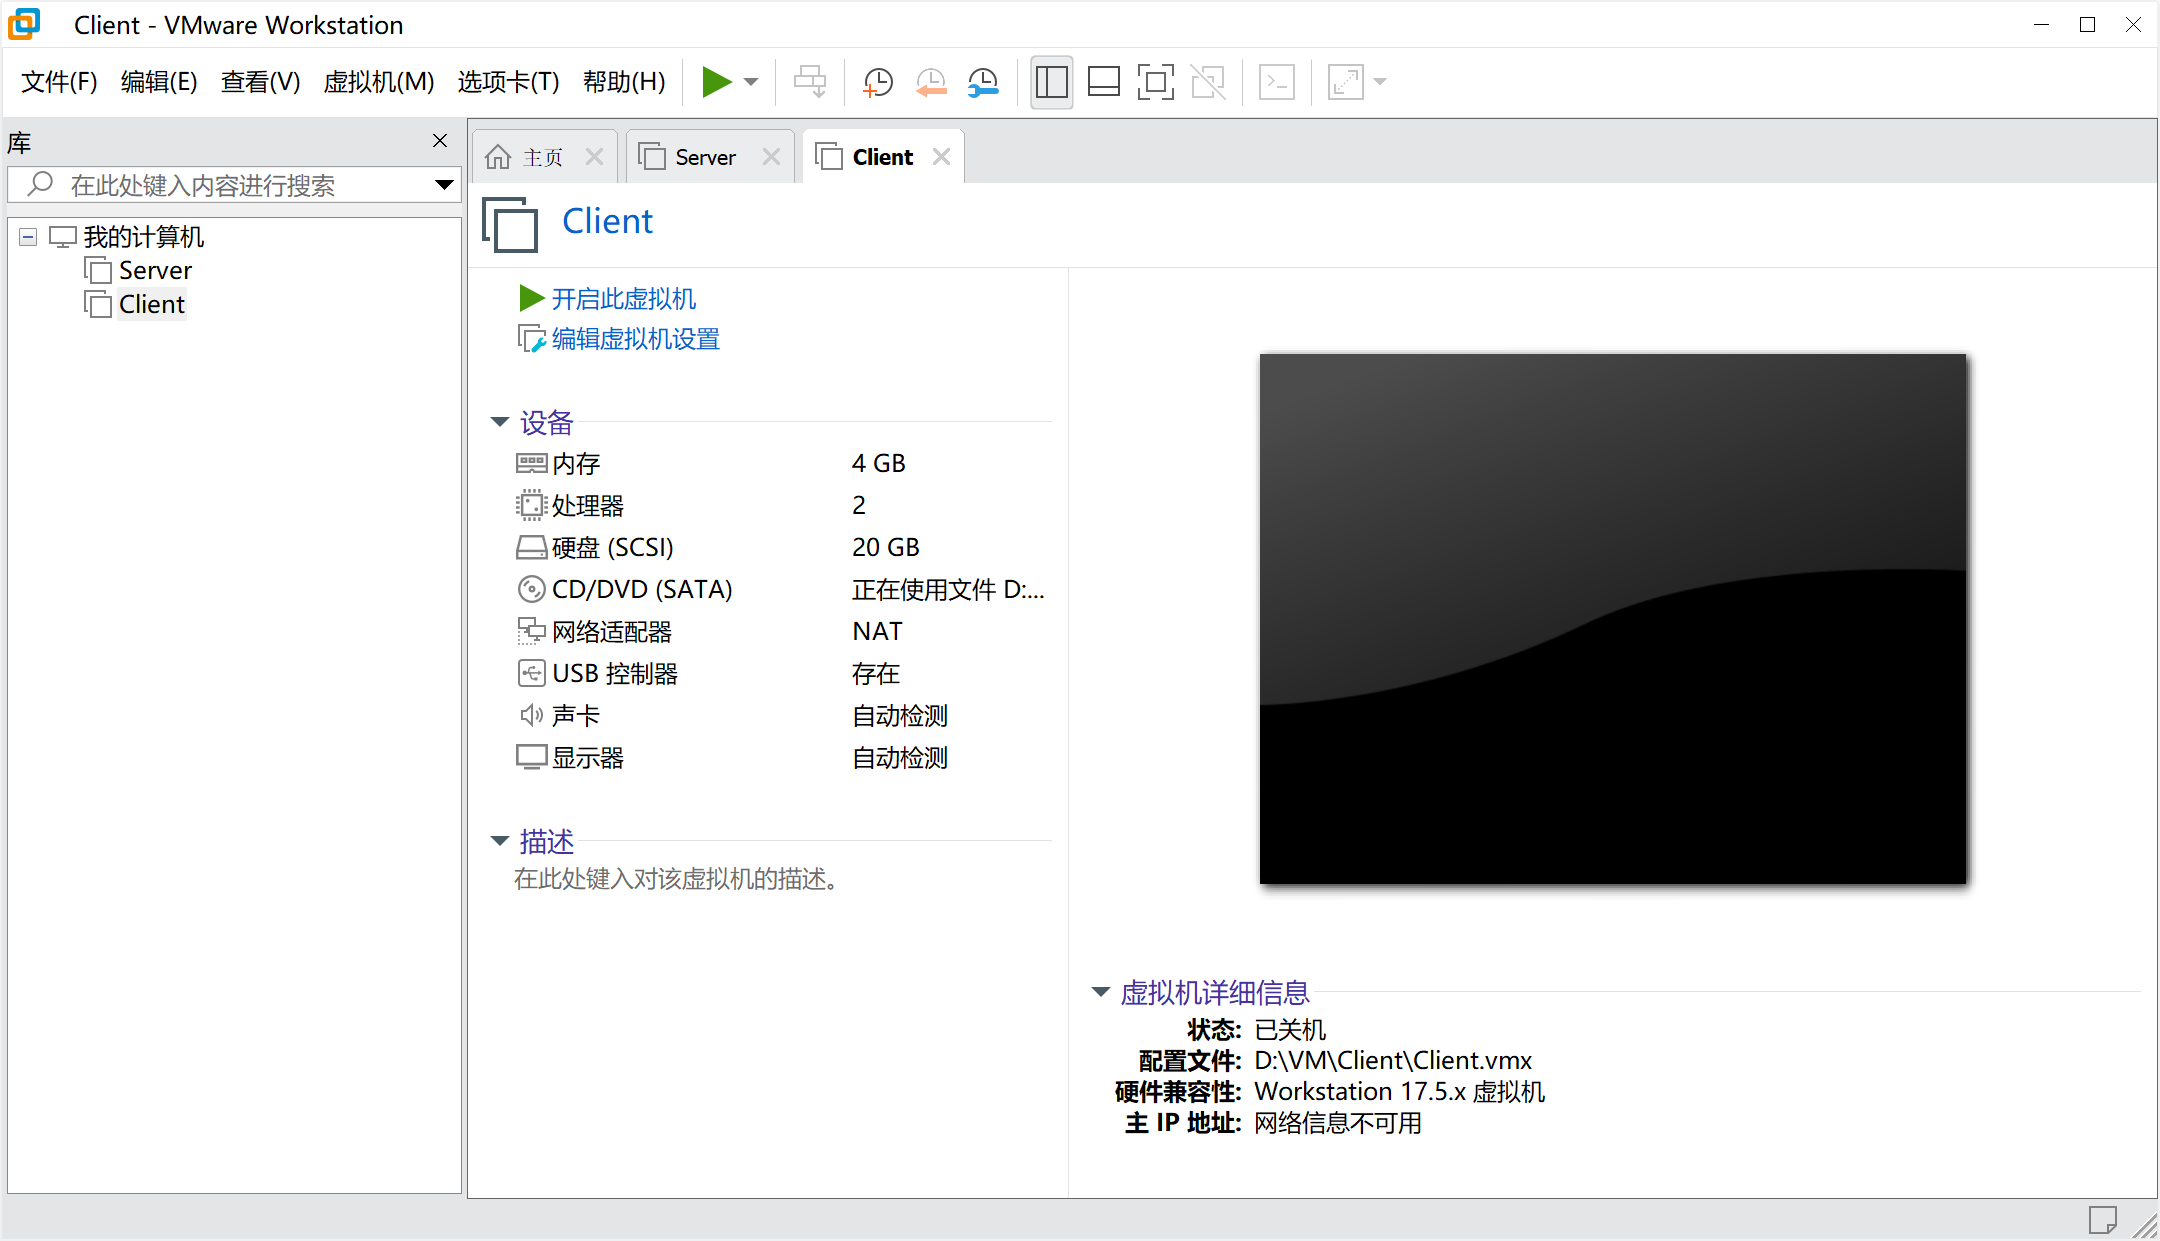 Client - VMware Workstation
文件(F) 编辑(E) 查看(V) 虚拟机(M) 选项卡(T) 帮助(H)
库
在此处键入内容进行搜索
我的计算机
Server
Client
主页 Server Client
Client
开启此虚拟机
编辑虚拟机设置
设备
内存 4 GB
处理器 2
硬盘 (SCSI) 20 GB
CD/DVD (SATA) 正在使用文件 D:...
网络适配器 NAT
USB 控制器 存在
声卡 自动检测
显示器 自动检测
描述
在此处键入对该虚拟机的描述。
虚拟机详细信息
状态: 已关机
配置文件: D:\VM\Client\Client.vmx
硬件兼容性: Workstation 17.5.x 虚拟机
主 IP 地址: 网络信息不可用